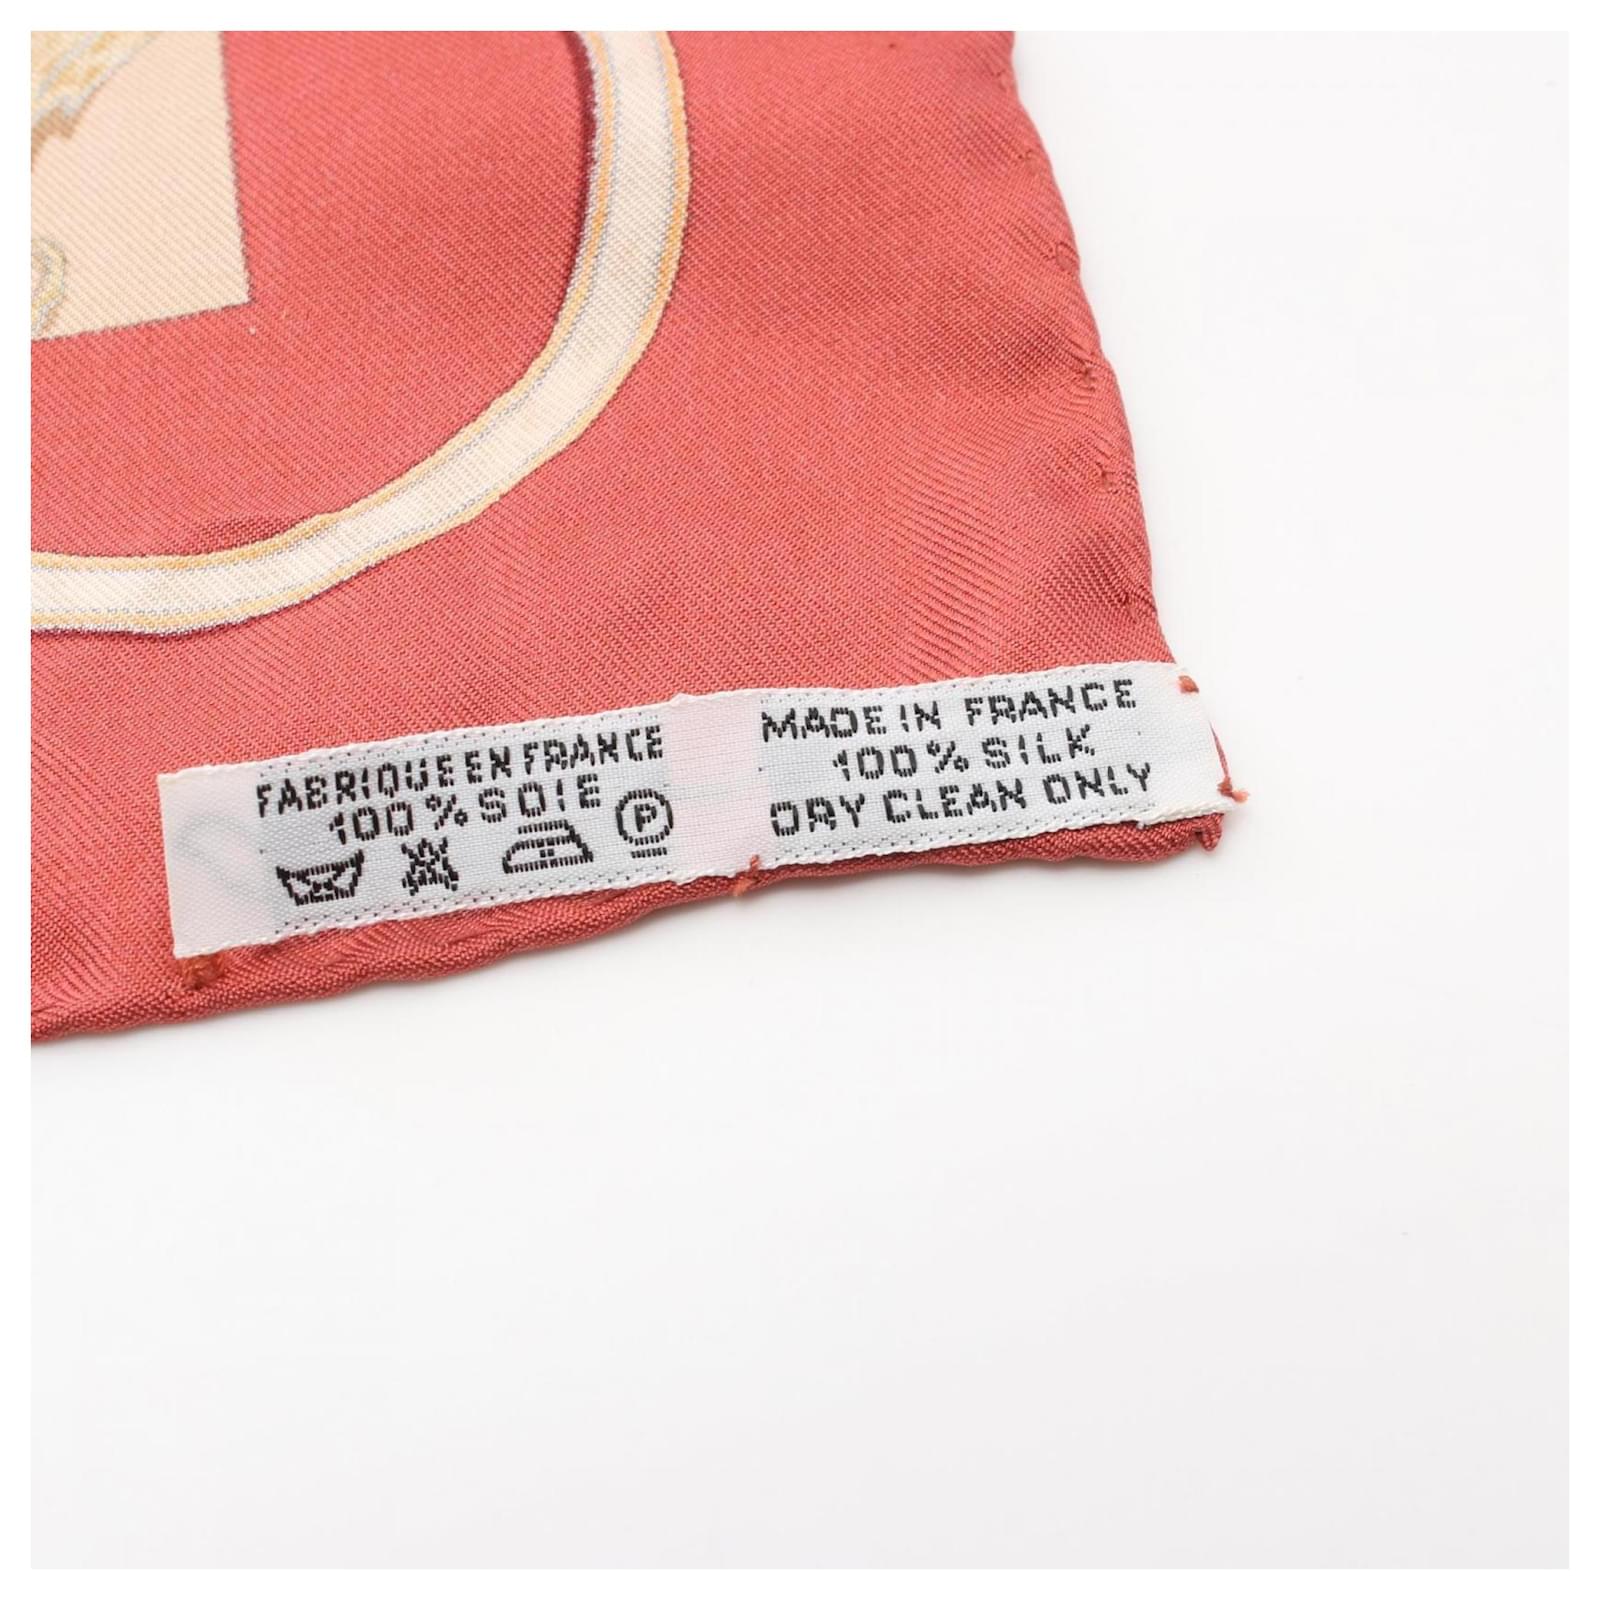 FABRIQUE EN FRANCE
100% SOIE
P
MADE IN FRANCE
100% SILK
DRY CLEAN ONLY